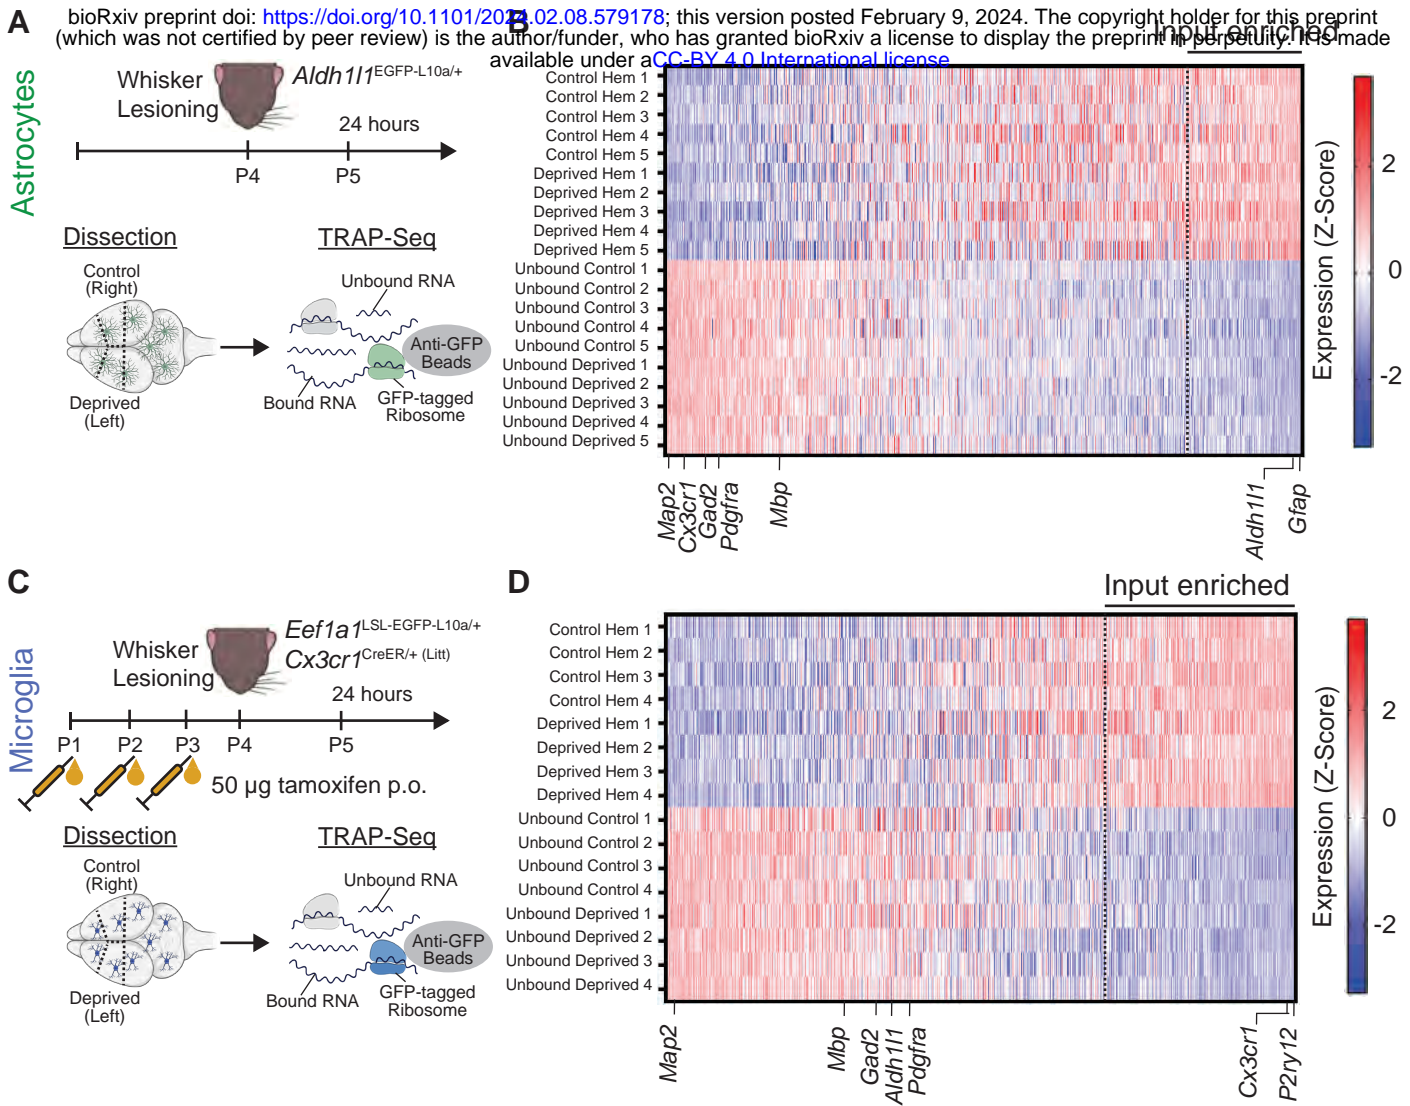 bioRxiv preprint doi: https://doi.org/10.1101/2024.02.08.579178; this version posted February 9, 2024. The copyright holder for this preprint
(which was not certified by peer review) is the author/funder, who has granted bioRxiv a license to display the preprint in perpetuity. It is made
available under aCC-BY 4.0 International license
A
Astrocytes
Whisker
Lesioning
Aldh1l1EGFP-L10a/+
24 hours
P4
P5
Dissection
Control
(Right)
Deprived
(Left)
TRAP-Seq
Unbound RNA
Anti-GFP
Beads
Bound RNA
GFP-tagged
Ribosome
B
Input enriched
Control Hem 1
Control Hem 2
Control Hem 3
Control Hem 4
Control Hem 5
Deprived Hem 1
Deprived Hem 2
Deprived Hem 3
Deprived Hem 4
Deprived Hem 5
Unbound Control 1
Unbound Control 2
Unbound Control 3
Unbound Control 4
Unbound Control 5
Unbound Deprived 1
Unbound Deprived 2
Unbound Deprived 3
Unbound Deprived 4
Unbound Deprived 5
Map2
Cx3cr1
Gad2
Pdgfra
Mbp
Aldh1l1
Gfap
Expression (Z-Score)
2
0
-2
C
Microglia
Whisker
Lesioning
Eef1a1LSL-EGFP-L10a/+
Cx3cr1CreER/+ (Litt)
24 hours
P1
P2
P3
P4
P5
50 µg tamoxifen p.o.
Dissection
Control
(Right)
Deprived
(Left)
TRAP-Seq
Unbound RNA
Anti-GFP
Beads
Bound RNA
GFP-tagged
Ribosome
D
Input enriched
Control Hem 1
Control Hem 2
Control Hem 3
Control Hem 4
Deprived Hem 1
Deprived Hem 2
Deprived Hem 3
Deprived Hem 4
Unbound Control 1
Unbound Control 2
Unbound Control 3
Unbound Control 4
Unbound Deprived 1
Unbound Deprived 2
Unbound Deprived 3
Unbound Deprived 4
Map2
Mbp
Gad2
Aldh1l1
Pdgfra
Cx3cr1
P2ry12
Expression (Z-Score)
2
0
-2